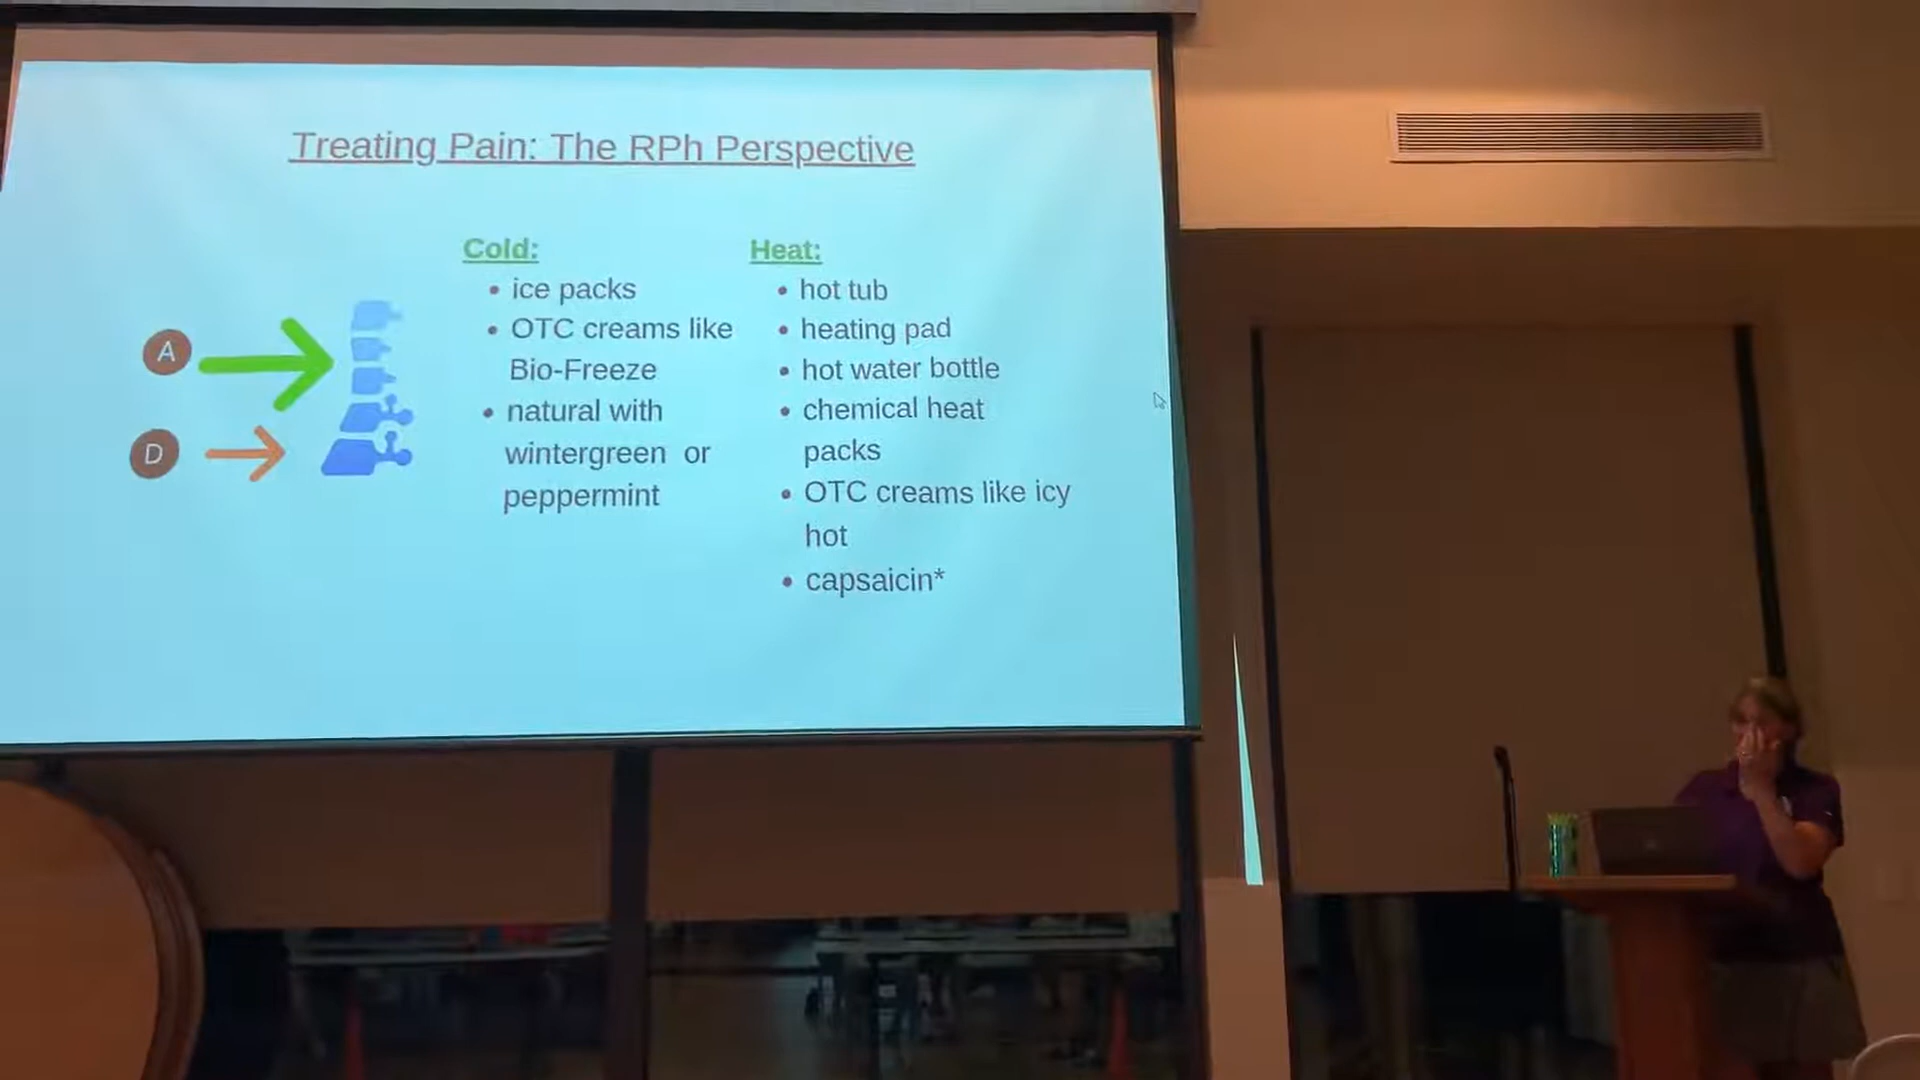 Treating Pain: The RPh Perspective
A
D
Cold:
• ice packs
• OTC creams like
Bio-Freeze
• natural with
wintergreen or
peppermint
Heat:
• hot tub
• heating pad
• hot water bottle
• chemical heat
packs
• OTC creams like icy
hot
• capsaicin*